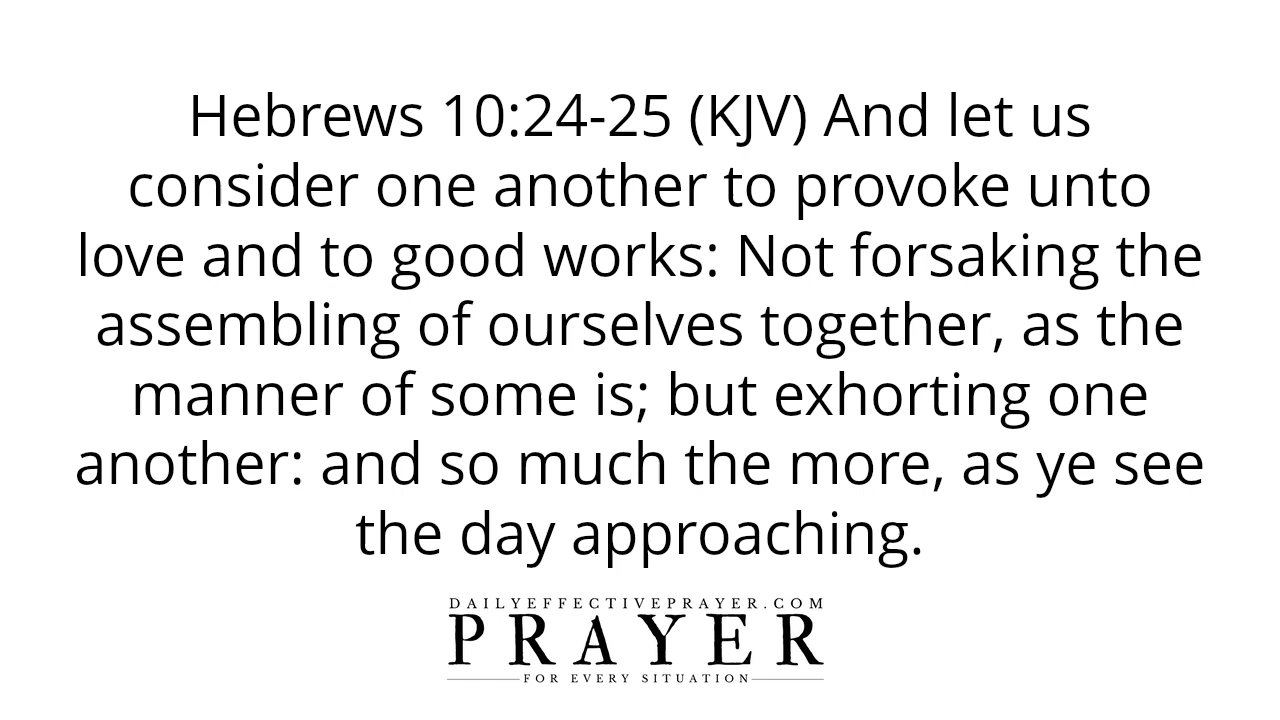 Hebrews 10:24-25 (KJV) And let us
consider one another to provoke unto
love and to good works: Not forsaking the
assembling of ourselves together, as the
manner of some is; but exhorting one
another: and so much the more, as ye see
the day approaching.
DAILYEFFECTIVEPRAYER.COM
PRAYER
FOR EVERY SITUATION